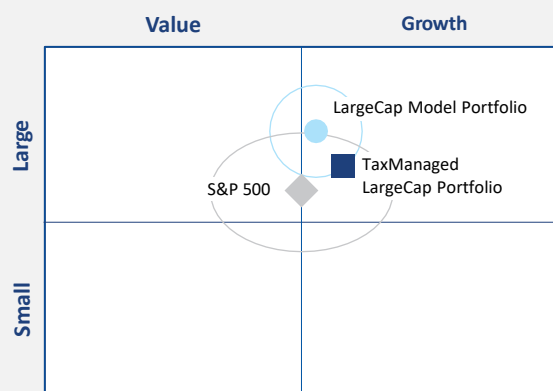 Value
Growth
Large
LargeCap Model Portfolio
TaxManaged
LargeCap Portfolio
S&P 500
Small